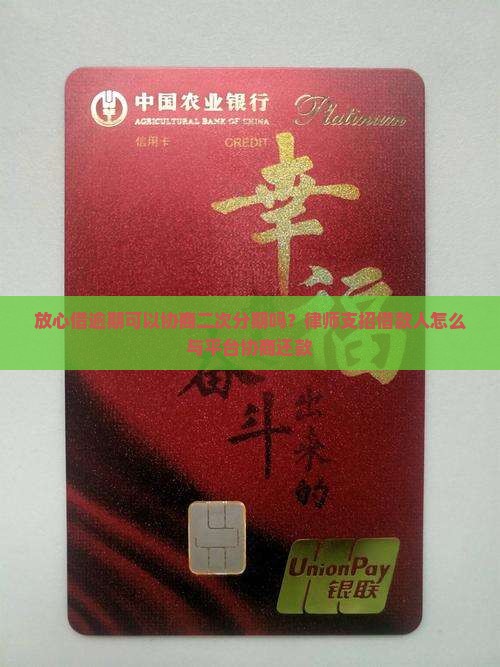 中国农业银行
AGRICULTURAL BANK OF CHINA
Platinum
信用卡
CREDIT
幸
福
放心借逾期可以协商二次分期吗？律师支招借款人怎么
与平台协商还款
奋
斗
出来的
UnionPay
银联